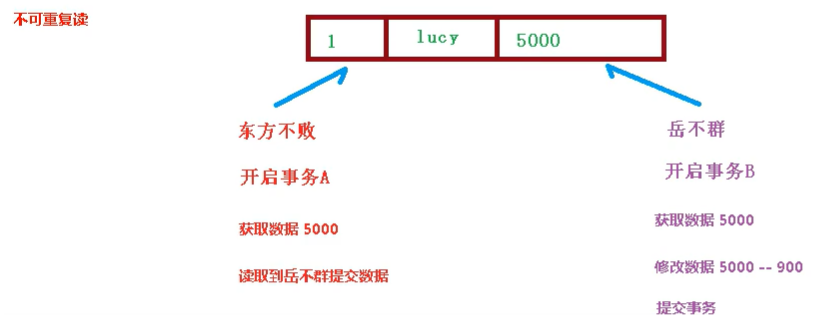 不可重复读
1 lucy 5000
东方不败
开启事务A
获取数据 5000
读取到岳不群提交数据
岳不群
开启事务B
获取数据 5000
修改数据 5000 -- 900
提交事务